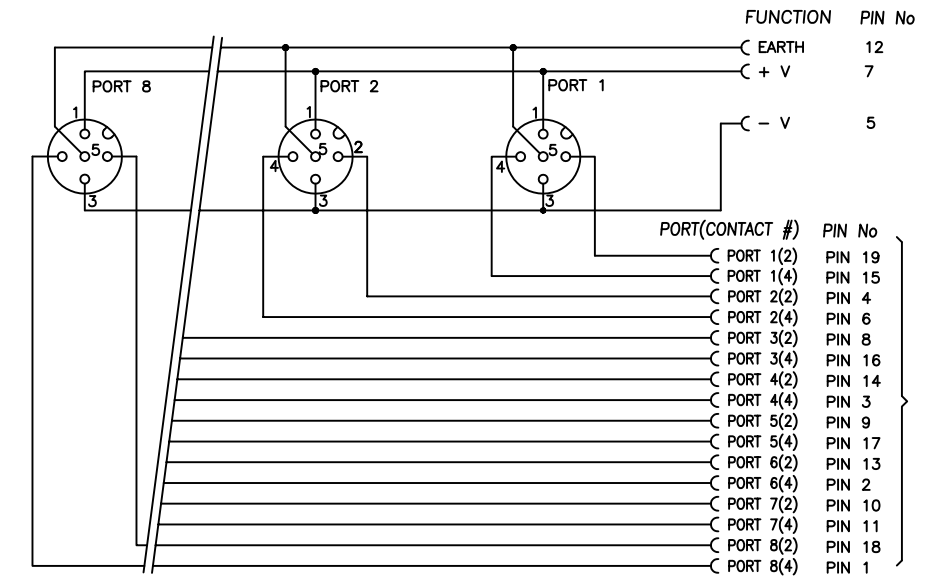 FUNCTION PIN No
EARTH 12
+ V 7
PORT 8 PORT 2 PORT 1
– V 5
1 1 1
5 5 2 5
4 4
3 3 3
PORT(CONTACT #) PIN No
PORT 1(2) PIN 19
PORT 1(4) PIN 15
PORT 2(2) PIN 4
PORT 2(4) PIN 6
PORT 3(2) PIN 8
PORT 3(4) PIN 16
PORT 4(2) PIN 14
PORT 4(4) PIN 3
PORT 5(2) PIN 9
PORT 5(4) PIN 17
PORT 6(2) PIN 13
PORT 6(4) PIN 2
PORT 7(2) PIN 10
PORT 7(4) PIN 11
PORT 8(2) PIN 18
PORT 8(4) PIN 1